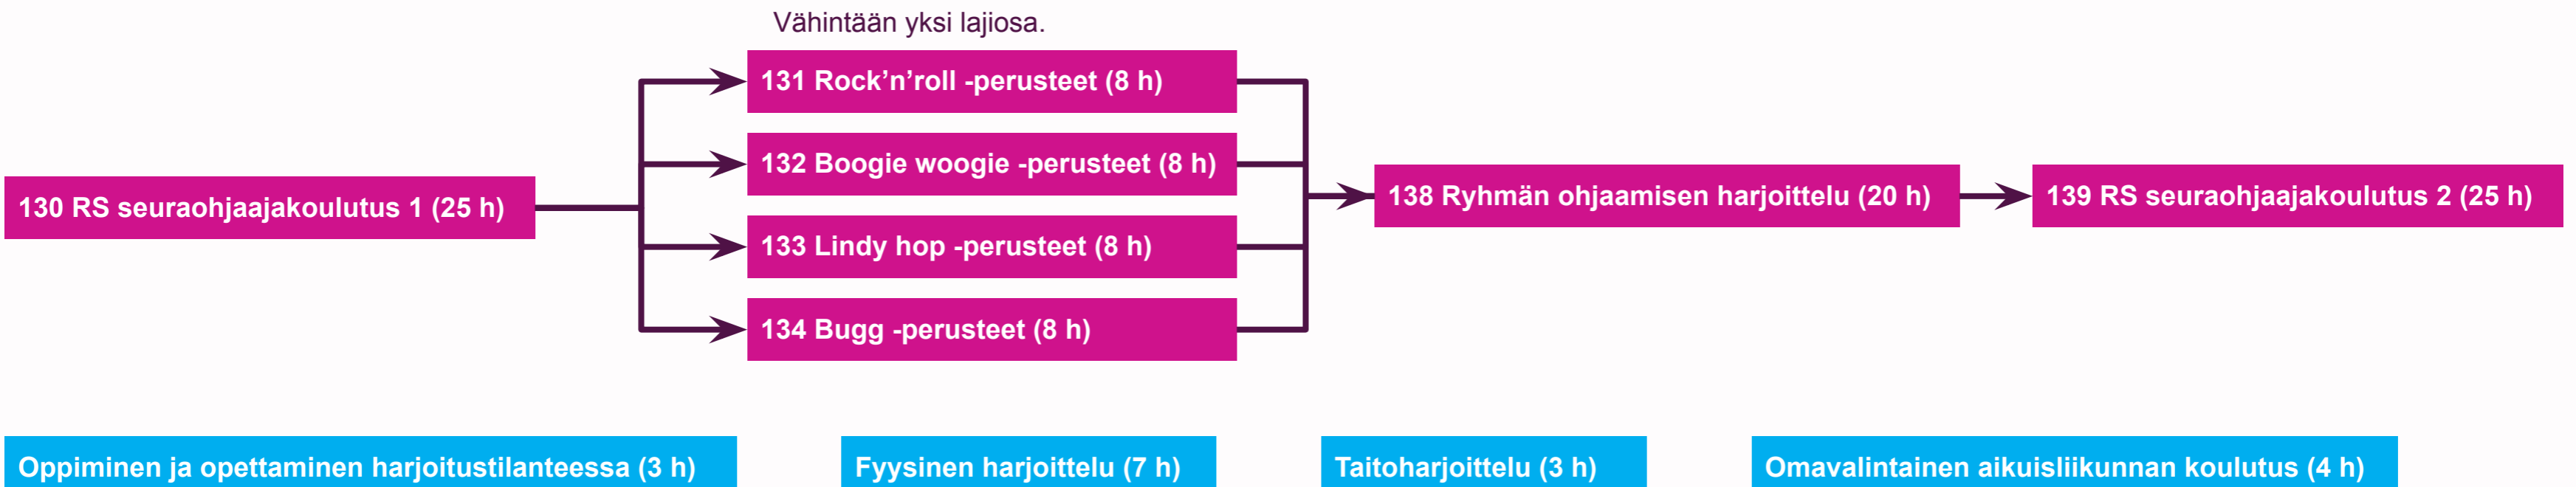 Vähintään yksi lajiosa.
130 RS seuraohjaajakoulutus 1 (25 h)
131 Rock’n’roll -perusteet (8 h)
132 Boogie woogie -perusteet (8 h)
133 Lindy hop -perusteet (8 h)
134 Bugg -perusteet (8 h)
138 Ryhmän ohjaamisen harjoittelu (20 h)
139 RS seuraohjaajakoulutus 2 (25 h)
Oppiminen ja opettaminen harjoitustilanteessa (3 h)
Fyysinen harjoittelu (7 h)
Taitoharjoittelu (3 h)
Omavalintainen aikuisliikunnan koulutus (4 h)